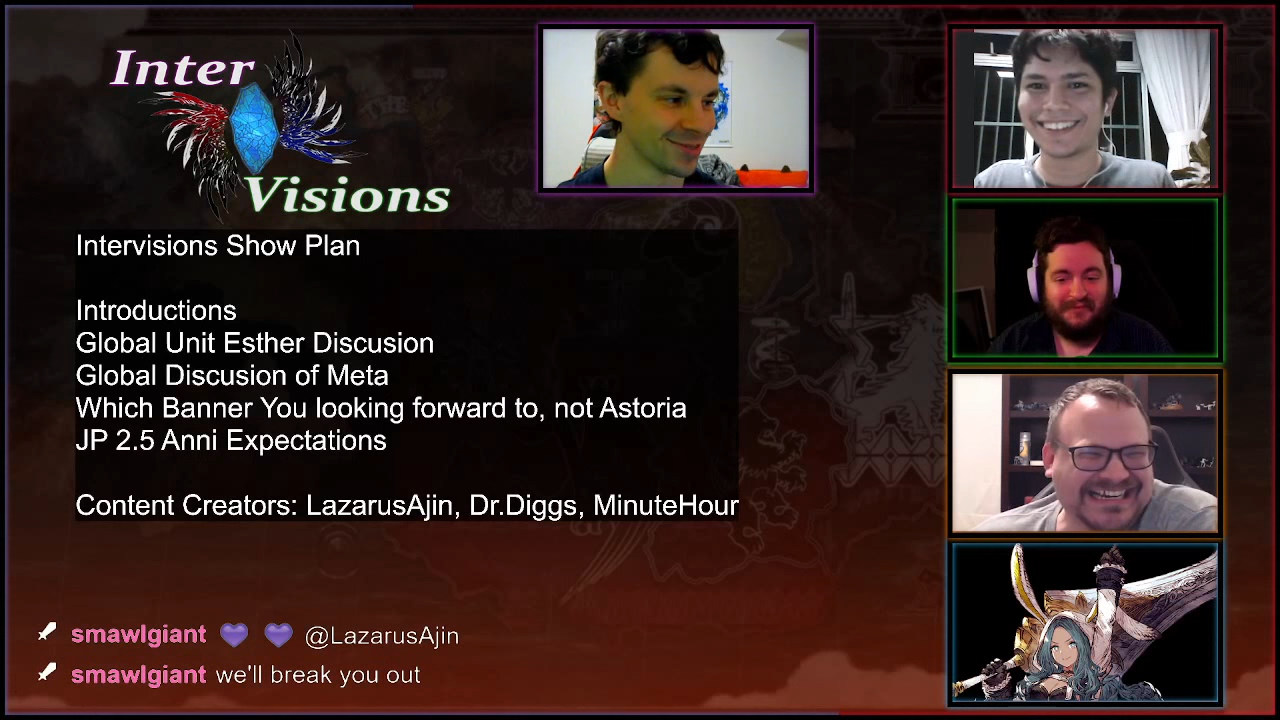 Inter
Visions
Intervisions Show Plan
Introductions
Global Unit Esther Discusion
Global Discusion of Meta
Which Banner You looking forward to, not Astoria
JP 2.5 Anni Expectations
Content Creators: LazarusAjin, Dr.Diggs, MinuteHour
smawlgiant 💜 💜 @LazarusAjin
smawlgiant we'll break you out